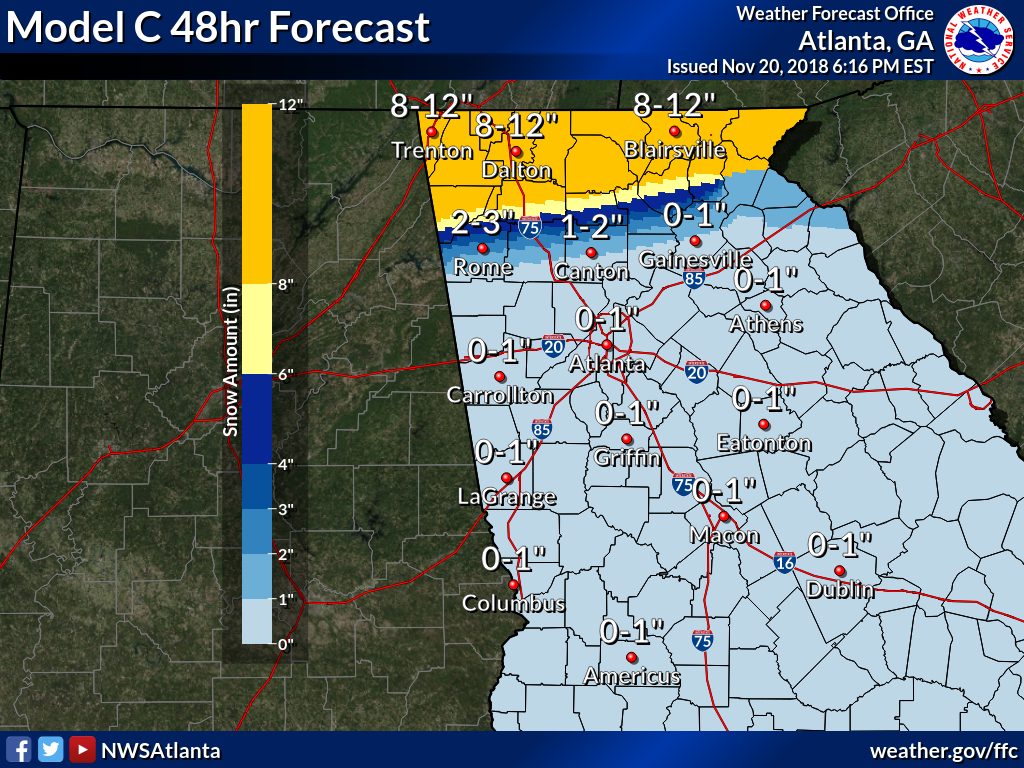 Model C 48hr Forecast
Weather Forecast Office
Atlanta, GA
Issued Nov 20, 2018 6:16 PM EST
NATIONAL WEATHER SERVICE
Snow Amount (in)
12"
8"
6"
4"
3"
2"
1"
0"
8-12"
Trenton
8-12"
Dalton
8-12"
Blairsville
2-3"
Rome
75
1-2"
Canton
0-1"
Gainesville
85
0-1"
Athens
0-1"
Atlanta
20
0-1"
Carrollton
20
0-1"
Griffin
0-1"
Eatonton
85
0-1"
LaGrange
75
0-1"
Macon
0-1"
Columbus
16
0-1"
Dublin
0-1"
Americus
75
NWSAtlanta
weather.gov/ffc